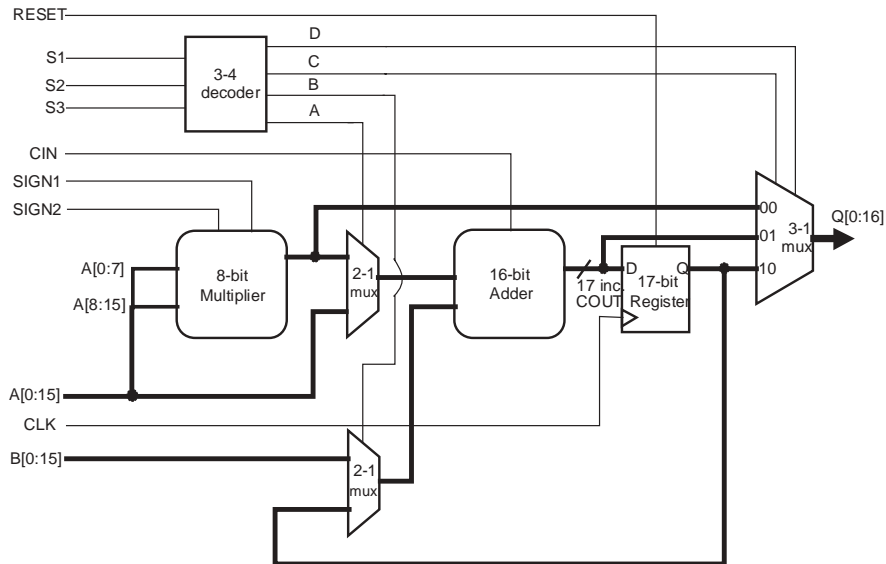 RESET
D
S1
3-4
decoder
C
S2
B
S3
A
CIN
SIGN1
SIGN2
00
Q[0:16]
3-1
mux
01
A[0:7]
8-bit
Multiplier
2-1
mux
16-bit
Adder
D
Q
10
17 inc.
COUT
17-bit
Register
A[8:15]
A[0:15]
CLK
B[0:15]
2-1
mux